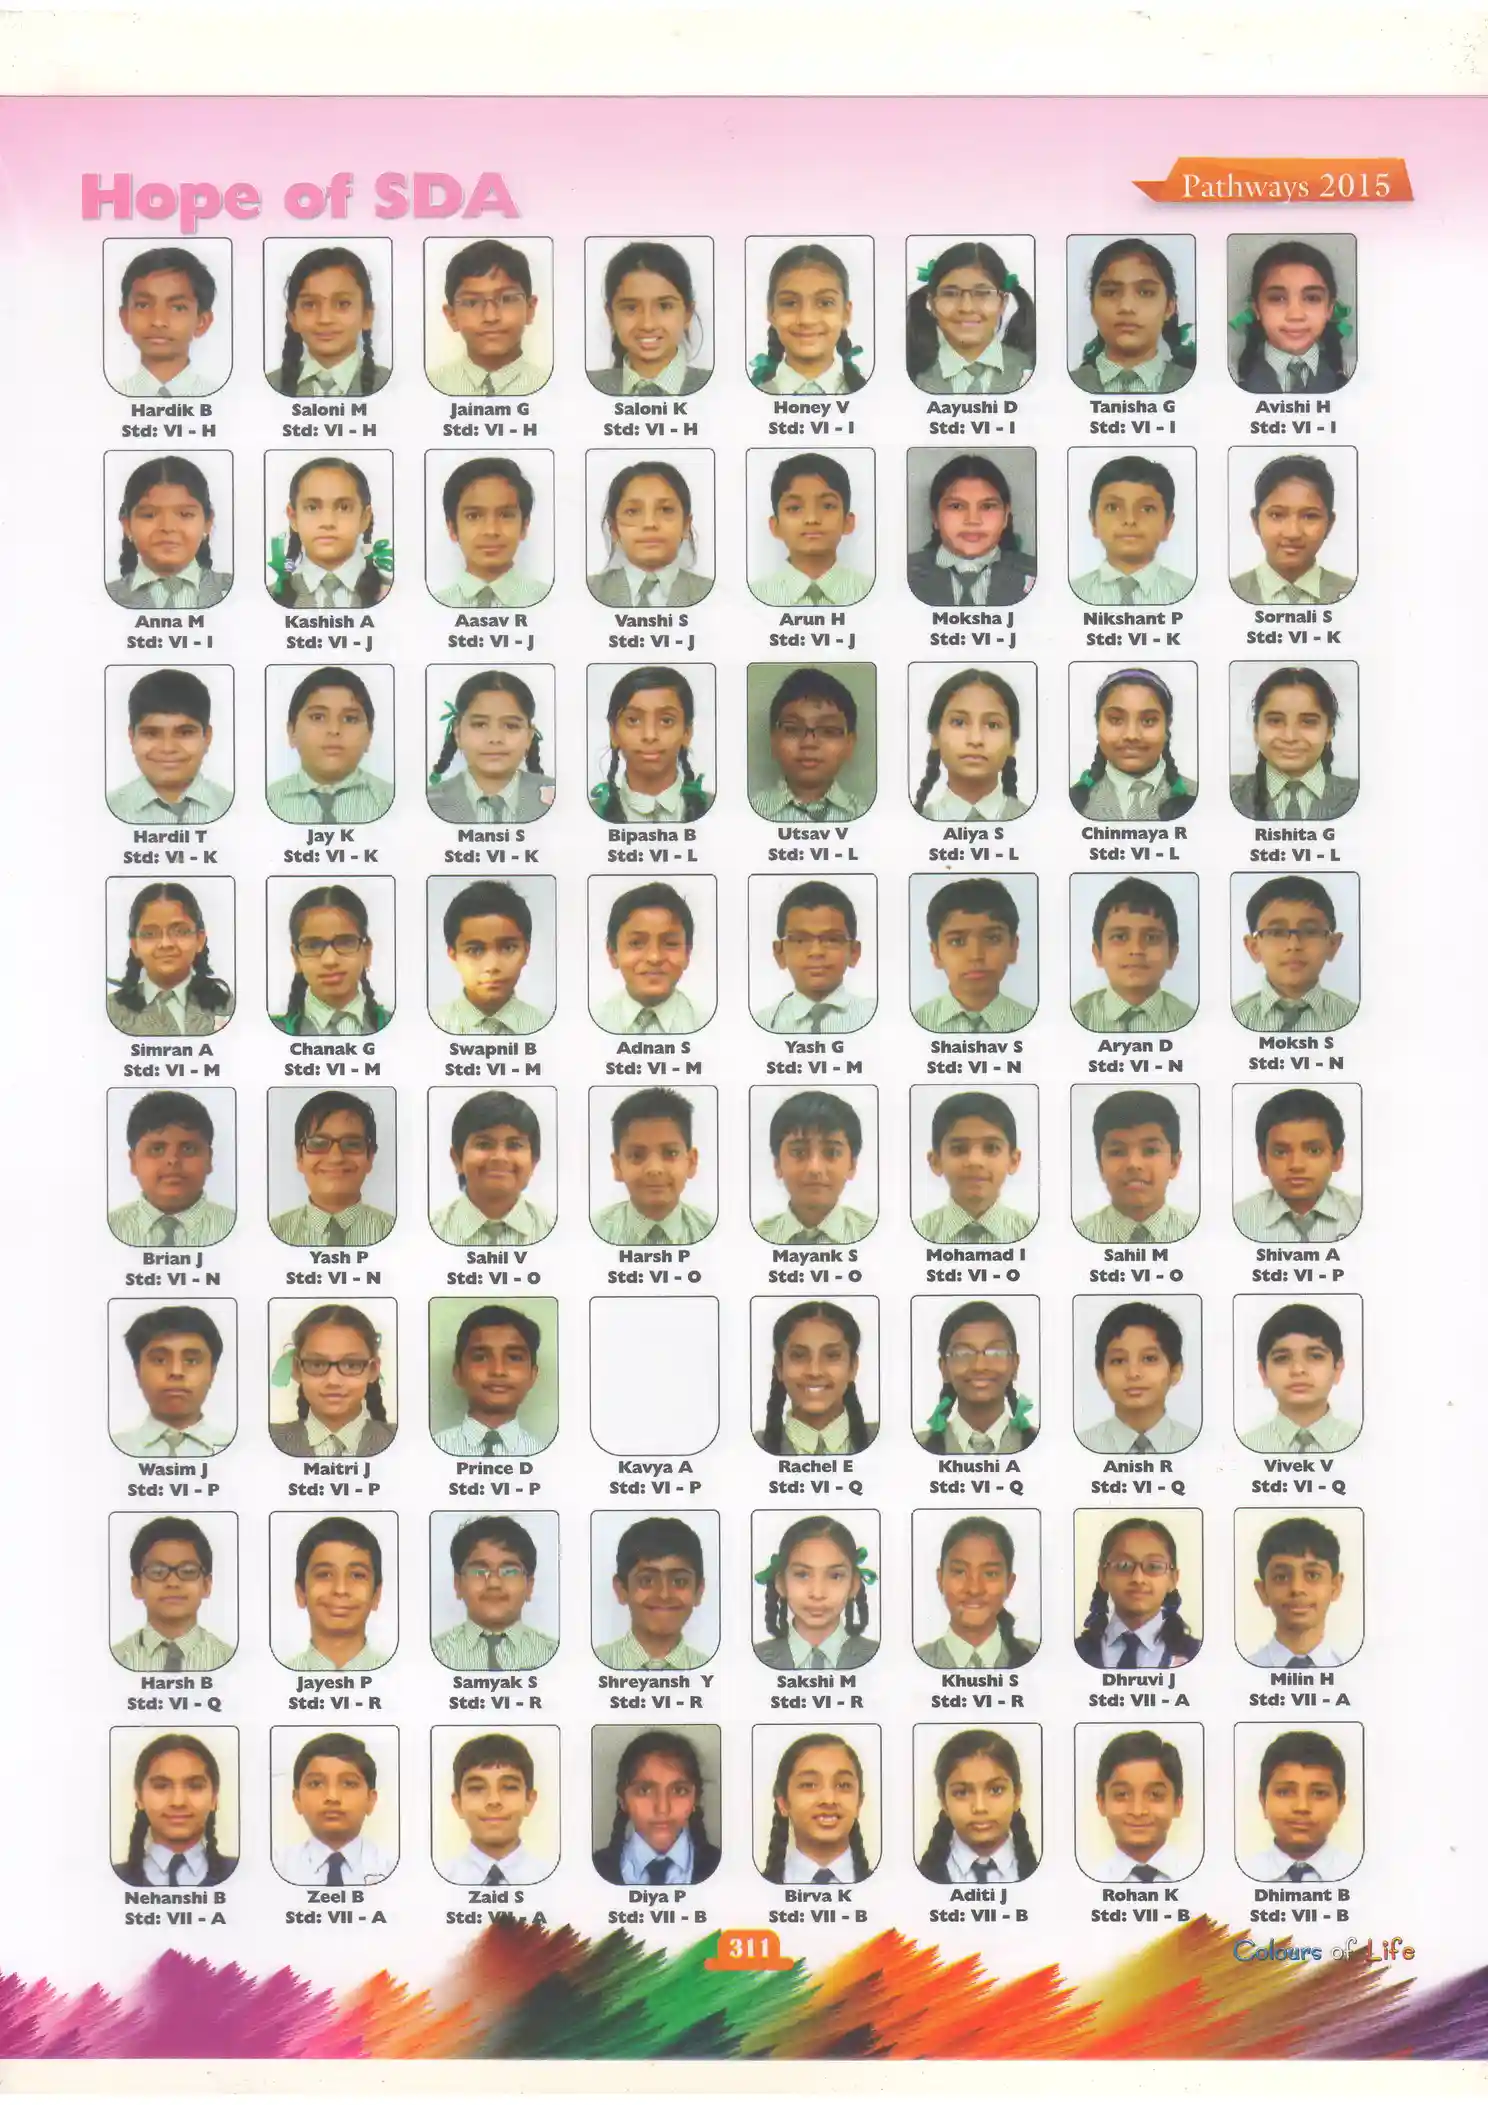 Hope of SDA
Pathways 2015
Hardik B Saloni M Jainam G Saloni K Honey V Aayushi D Tanisha G Avishi H
Std: VI - H Std: VI - H Std: VI - H Std: VI - H Std: VI - I Std: VI - I Std: VI - I Std: VI - I
Anna M Kashish A Aasav R Vanshi S Arun H Moksha J Nikshant P Sornali S
Std: VI - I Std: VI - J Std: VI - J Std: VI - J Std: VI - J Std: VI - J Std: VI - K Std: VI - K
Hardil T Jay K Mansi S Bipasha B Utsav V Aliya S Chinmaya R Rishita G
Std: VI - K Std: VI - K Std: VI - K Std: VI - L Std: VI - L Std: VI - L Std: VI - L Std: VI - L
Simran A Chanak G Swapnil B Adnan S Yash G Shaishav S Aryan D Moksh S
Std: VI - M Std: VI - M Std: VI - M Std: VI - M Std: VI - M Std: VI - N Std: VI - N Std: VI - N
Brian J Yash P Sahil V Harsh P Mayank S Mohamad I Sahil M Shivam A
Std: VI - N Std: VI - N Std: VI - O Std: VI - O Std: VI - O Std: VI - O Std: VI - O Std: VI - P
Wasim J Maitri J Prince D Kavya A Rachel E Khushi A Anish R Vivek V
Std: VI - P Std: VI - P Std: VI - P Std: VI - P Std: VI - Q Std: VI - Q Std: VI - Q Std: VI - Q
Harsh B Jayesh P Samyak S Shreyansh Y Sakshi M Khushi S Dhruvi J Milin H
Std: VI - Q Std: VI - R Std: VI - R Std: VI - R Std: VI - R Std: VI - R Std: VII - A Std: VII - A
Nehanshi B Zeel B Zaid S Diya P Birva K Aditi J Rohan K Dhimant B
Std: VII - A Std: VII - A Std: VII - A Std: VII - B Std: VII - B Std: VII - B Std: VII - B Std: VII - B
311
Colours of Life